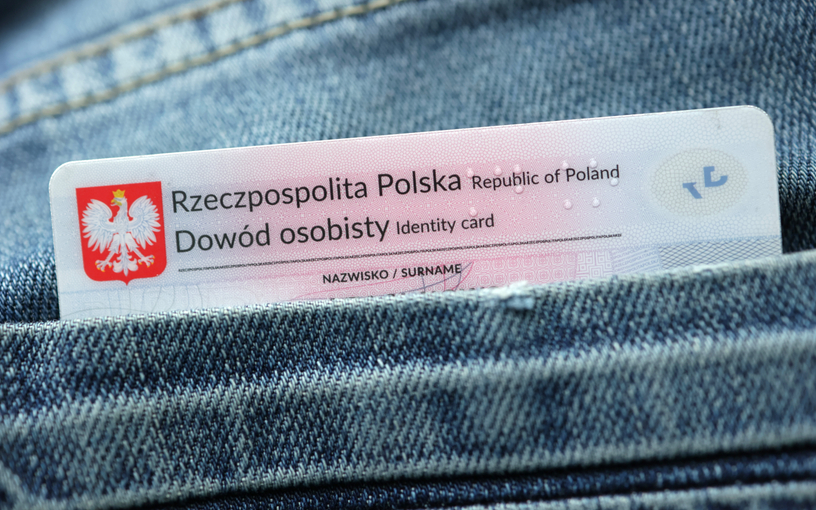 Rzeczpospolita Polska Republic of Poland
Dowód osobisty Identity card
NAZWISKO / SURNAME